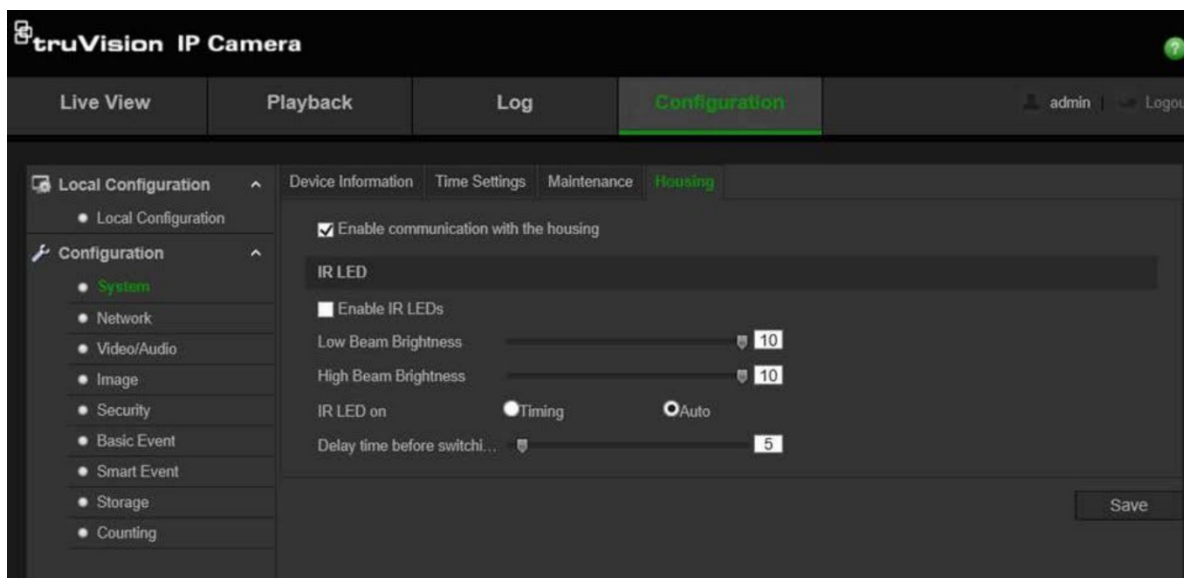 truVision IP Camera
?
Live View Playback Log Configuration admin | Logou
Local Configuration
Local Configuration
Configuration
System
Network
Video/Audio
Image
Security
Basic Event
Smart Event
Storage
Counting
Device Information Time Settings Maintenance Housing
Enable communication with the housing
IR LED
Enable IR LEDs
Low Beam Brightness 10
High Beam Brightness 10
IR LED on Timing Auto
Delay time before switchi... 5
Save